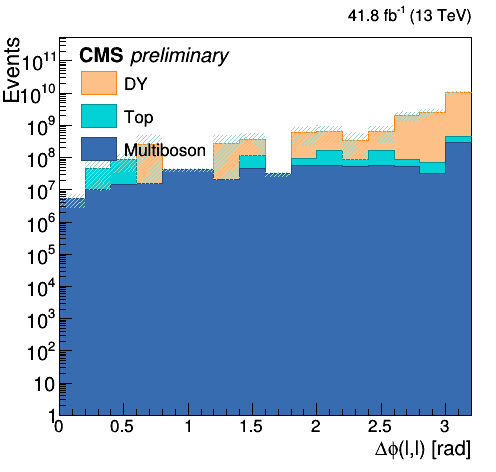 41.8 fb⁻¹ (13 TeV)
Events
CMS preliminary
DY
Top
Multiboson
10¹¹
10¹⁰
10⁹
10⁸
10⁷
10⁶
10⁵
10⁴
10³
10²
10
1
0 0.5 1 1.5 2 2.5 3
Δϕ(l,l) [rad]